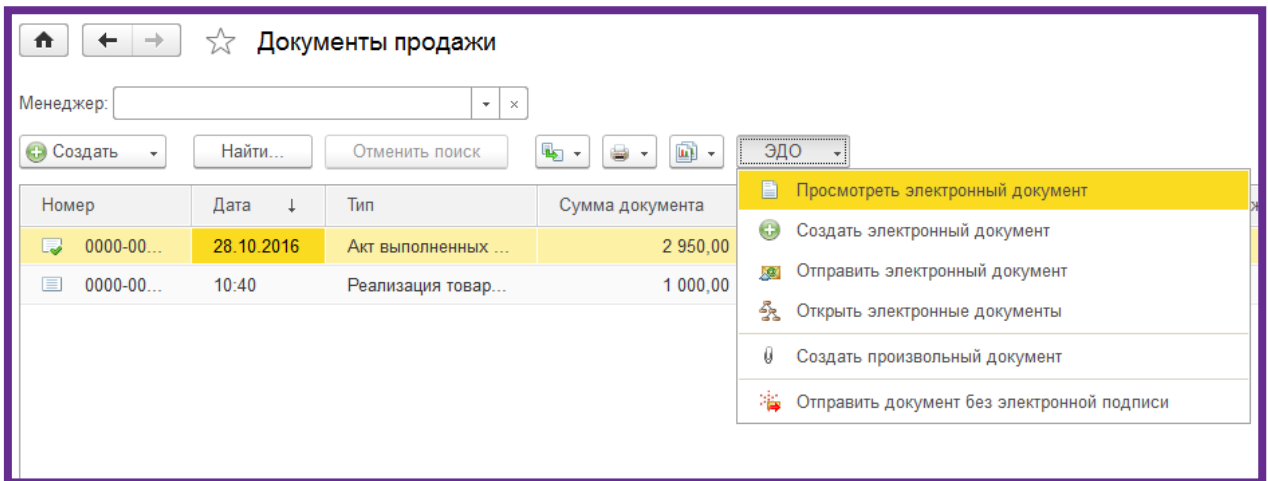 Документы продажи
Менеджер:
Создать Найти... Отменить поиск ЭДО
Номер Дата ↓ Тип Сумма документа
0000-00... 28.10.2016 Акт выполненных ... 2 950,00
0000-00... 10:40 Реализация товар... 1 000,00
Просмотреть электронный документ
Создать электронный документ
Отправить электронный документ
Открыть электронные документы
Создать произвольный документ
Отправить документ без электронной подписи